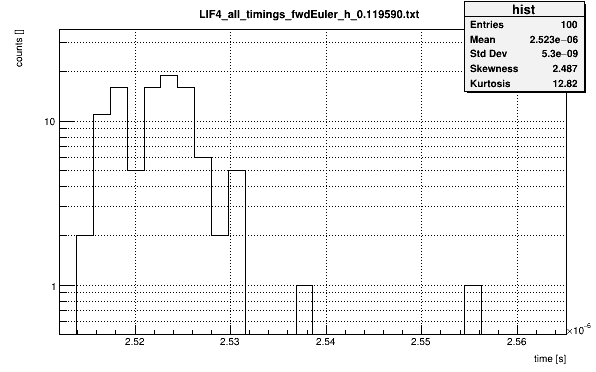 LIF4_all_timings_fwdEuler_h_0.119590.txt
hist
Entries 100
Mean 2.523e−06
Std Dev 5.3e−09
Skewness 2.487
Kurtosis 12.82
counts []
10
1
2.52 2.53 2.54 2.55 2.56
×10⁻⁶
time [s]